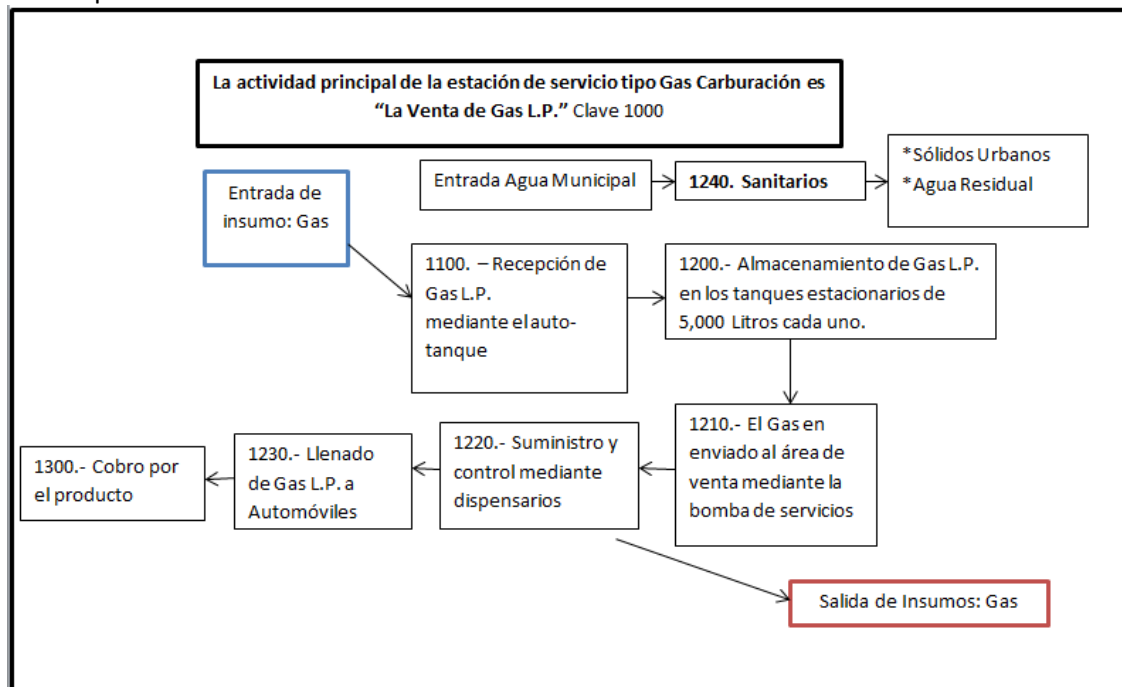 La actividad principal de la estación de servicio tipo Gas Carburación es
“La Venta de Gas L.P.” Clave 1000
Entrada de
insumo: Gas
Entrada Agua Municipal
1240. Sanitarios
*Sólidos Urbanos
*Agua Residual
1100. – Recepción de
Gas L.P.
mediante el auto-
tanque
1200.- Almacenamiento de Gas L.P.
en los tanques estacionarios de
5,000 Litros cada uno.
1210.- El Gas en
enviado al área de
venta mediante la
bomba de servicios
1220.- Suministro y
control mediante
dispensarios
1230.- Llenado
de Gas L.P. a
Automóviles
1300.- Cobro por
el producto
Salida de Insumos: Gas